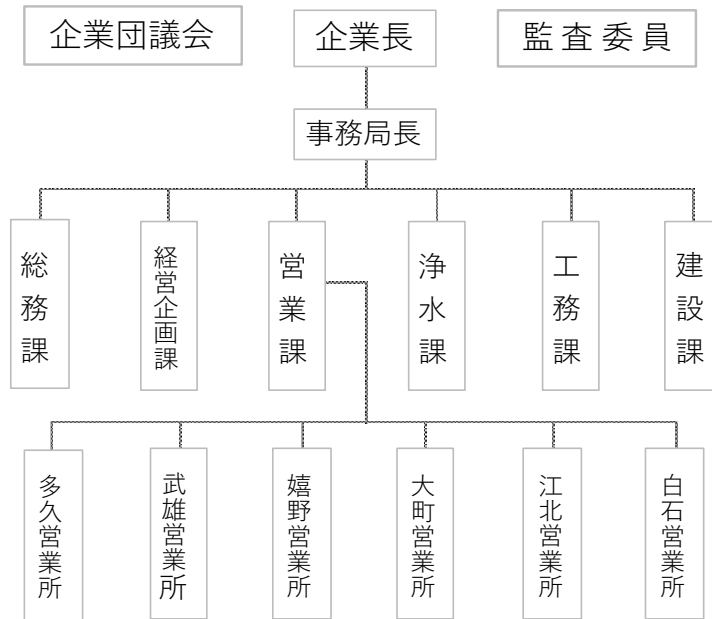 企業団議会
企業長
監査委員
事務局長
総務課
経営企画課
営業課
浄水課
工務課
建設課
多久営業所
武雄営業所
嬉野営業所
大町営業所
江北営業所
白石営業所